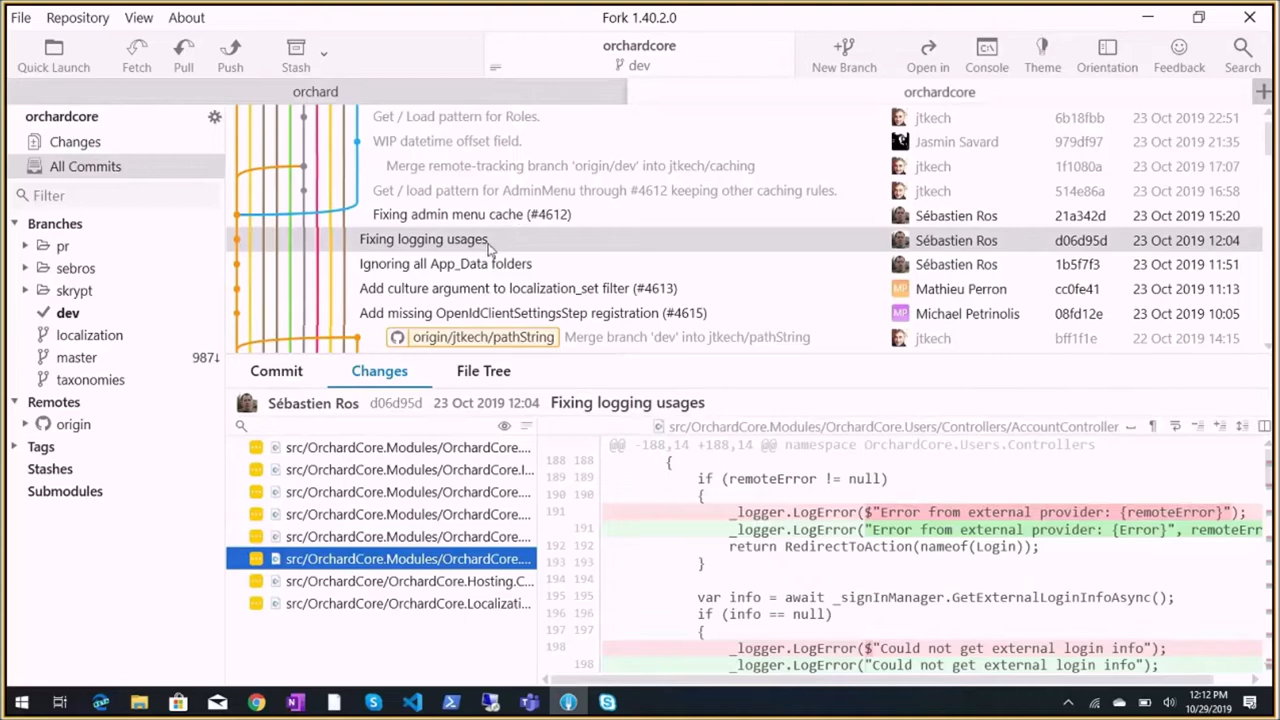 File Repository View About Fork 1.40.2.0
Quick Launch Fetch Pull Push Stash orchardcore dev New Branch Open in Console Theme Orientation Feedback Search
orchard orchardcore
orchardcore
Changes
All Commits
Filter
Branches
pr
sebros
skrypt
dev
localization
master 987↓
taxonomies
Remotes
origin
Tags
Stashes
Submodules
Get / Load pattern for Roles. jtkech 6b18fbb 23 Oct 2019 22:51
WIP datetime offset field. Jasmin Savard 979df97 23 Oct 2019 21:35
Merge remote-tracking branch 'origin/dev' into jtkech/caching jtkech 1f1080a 23 Oct 2019 17:07
Get / load pattern for AdminMenu through #4612 keeping other caching rules. jtkech 514e86a 23 Oct 2019 16:58
Fixing admin menu cache (#4612) Sébastien Ros 21a342d 23 Oct 2019 15:20
Fixing logging usages Sébastien Ros d06d95d 23 Oct 2019 12:04
Ignoring all App_Data folders Sébastien Ros 1b5f7f3 23 Oct 2019 11:51
Add culture argument to localization_set filter (#4613) MP Mathieu Perron cc0fe41 23 Oct 2019 13:11
Add missing OpenIdClientSettingsStep registration (#4615) MP Michael Petrinolis 08fd12e 23 Oct 2019 13:10
origin/jtkech/pathString Merge branch 'dev' into jtkech/pathString jtkech bff1f1e 22 Oct 2019 14:15
Commit Changes File Tree
Sébastien Ros d06d95d 23 Oct 2019 12:04 Fixing logging usages
src/OrchardCore.Modules/OrchardCore....
src/OrchardCore.Modules/OrchardCore.I...
src/OrchardCore.Modules/OrchardCore....
src/OrchardCore.Modules/OrchardCore....
src/OrchardCore.Modules/OrchardCore....
src/OrchardCore.Modules/OrchardCore....
src/OrchardCore/OrchardCore.Hosting.C...
src/OrchardCore/OrchardCore.Localizati...
src/OrchardCore.Modules/OrchardCore.Users/Controllers/AccountController
@@ -188,14 +188,14 @@ namespace OrchardCore.Users.Controllers
188 188 {
189 189 if (remoteError != null)
190 190 {
191 _logger.LogError($"Error from external provider: {remoteError}");
191 _logger.LogError("Error from external provider: {Error}", remoteErr
192 192 return RedirectToAction(nameof(Login));
193 193 }
194 194
195 195 var info = await _signInManager.GetExternalLoginInfoAsync();
196 196 if (info == null)
197 197 {
198 _logger.LogError($"Could not get external login info");
198 _logger.LogError("Could not get external login info");
12:12 PM
10/29/2019